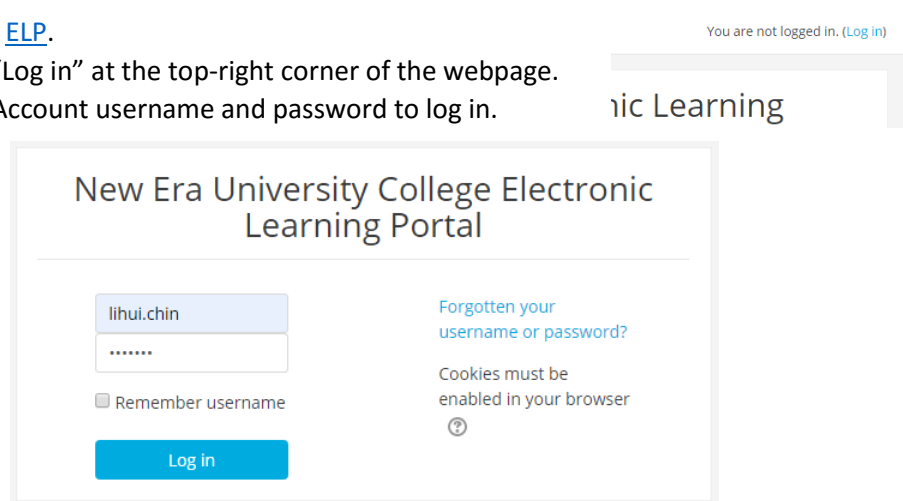 ELP.
You are not logged in. (Log in)
“Log in” at the top-right corner of the webpage.
Account username and password to log in.
Learning
New Era University College Electronic
Learning Portal
lihui.chin
•••••••
Forgotten your
username or password?
Cookies must be
enabled in your browser
?
Remember username
Log in